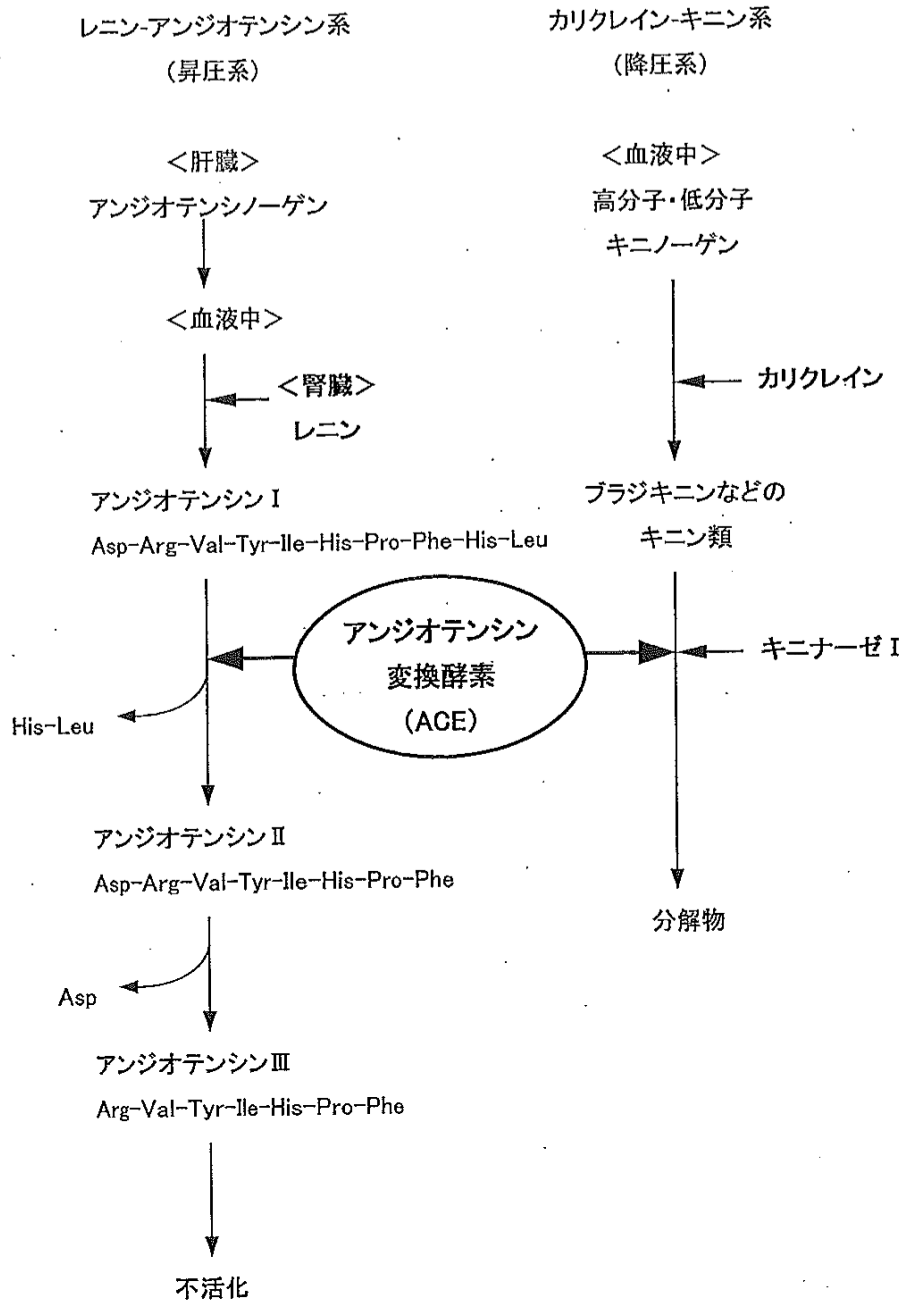 レニン-アンジオテンシン系
(昇圧系)
<肝臓>
アンジオテンシノーゲン
<血液中>
<腎臓>
レニン
アンジオテンシンⅠ
Asp-Arg-Val-Tyr-Ile-His-Pro-Phe-His-Leu
His-Leu
アンジオテンシンⅡ
Asp-Arg-Val-Tyr-Ile-His-Pro-Phe
Asp
アンジオテンシンⅢ
Arg-Val-Tyr-Ile-His-Pro-Phe
不活化
アンジオテンシン
変換酵素
(ACE)
カリクレイン-キニン系
(降圧系)
<血液中>
高分子・低分子
キニノーゲン
カリクレイン
ブラジキニンなどの
キニン類
キニナーゼⅠ
分解物